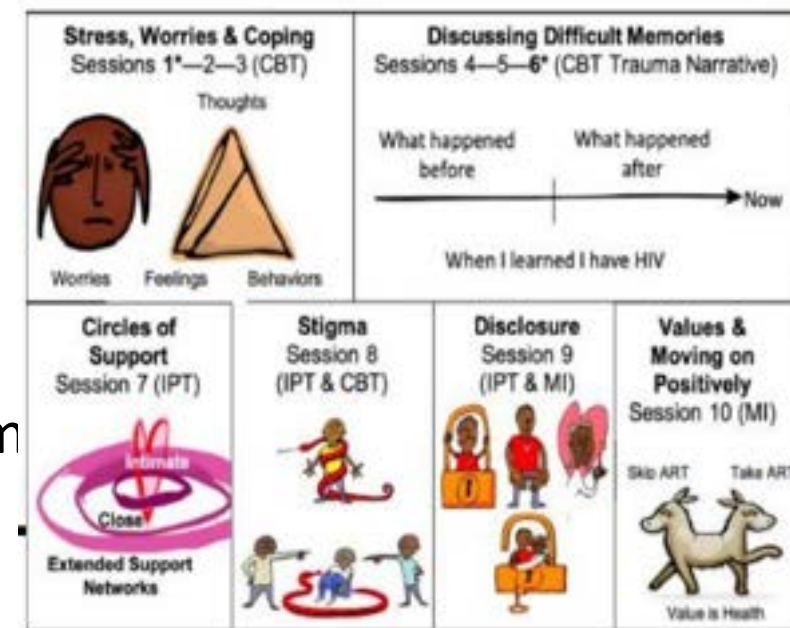 Stress, Worries & Coping
Sessions 1*—2—3 (CBT)
Thoughts
Worries
Feelings
Behaviors
Discussing Difficult Memories
Sessions 4—5—6* (CBT Trauma Narrative)
What happened
before
What happened
after
Now
When I learned I have HIV
Circles of
Support
Session 7 (IPT)
Intimate
Close
Extended Support
Networks
Stigma
Session 8
(IPT & CBT)
Disclosure
Session 9
(IPT & MI)
Values &
Moving on
Positively
Session 10 (MI)
Skip ART
Take ART
Value is Health